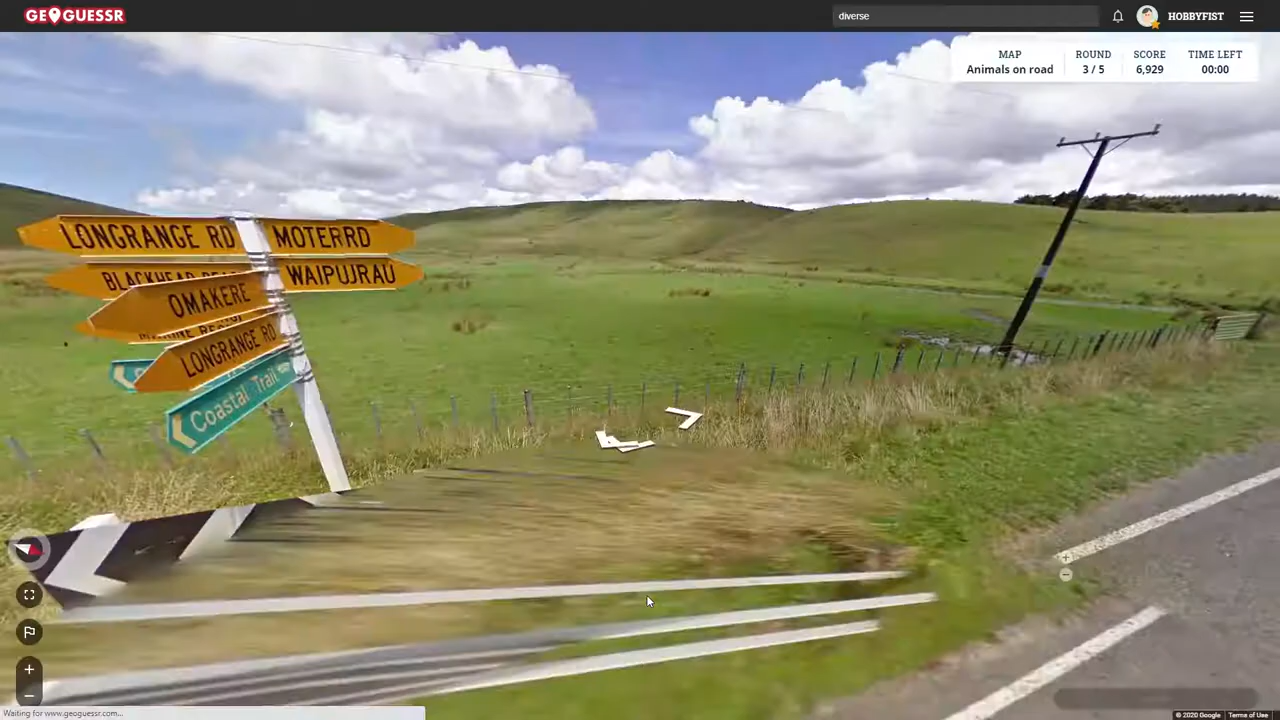 GEOGUESSR
diverse
HOBBYFIST
MAP
Animals on road
ROUND
3 / 5
SCORE
6,929
TIME LEFT
00:00
LONGRANGE RD
MOTERRD
BLACKHEAD
WAIPUJRAU
OMAKERE
LONGRANGE RD
Coastal Trail
Waiting for www.geoguessr.com...
© 2020 Google
Terms of Use